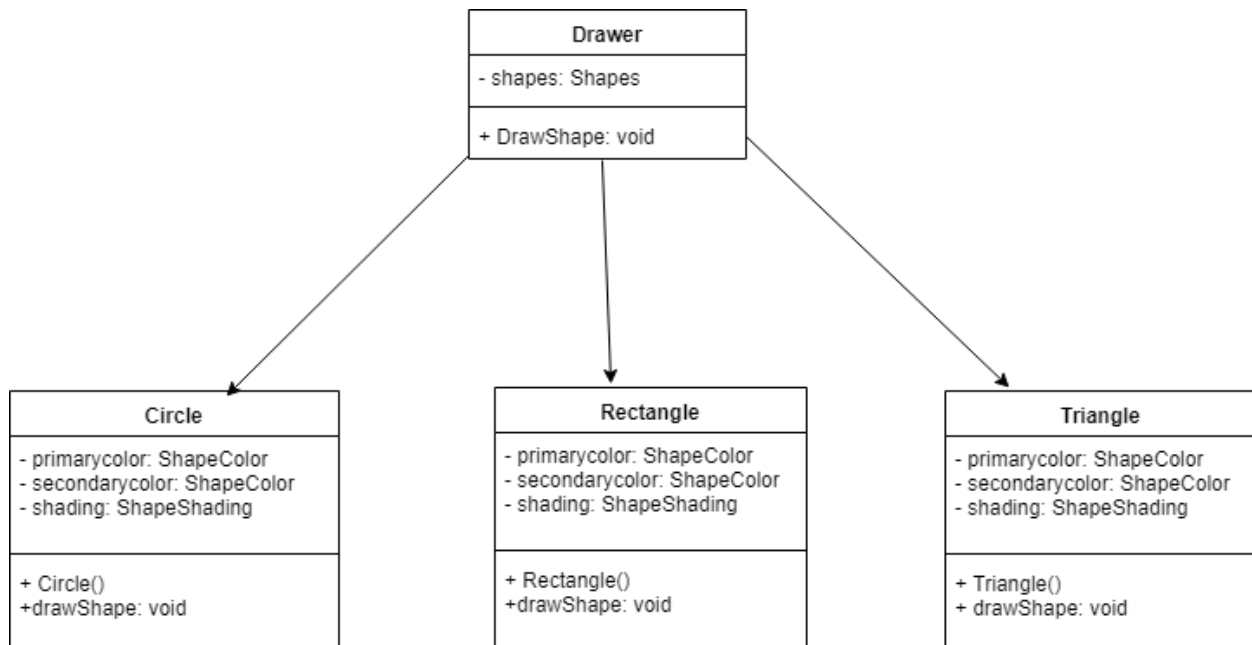 Drawer
- shapes: Shapes
+ DrawShape: void
Circle
- primarycolor: ShapeColor
- secondarycolor: ShapeColor
- shading: ShapeShading
+ Circle()
+drawShape: void
Rectangle
- primarycolor: ShapeColor
- secondarycolor: ShapeColor
- shading: ShapeShading
+ Rectangle()
+drawShape: void
Triangle
- primarycolor: ShapeColor
- secondarycolor: ShapeColor
- shading: ShapeShading
+ Triangle()
+ drawShape: void